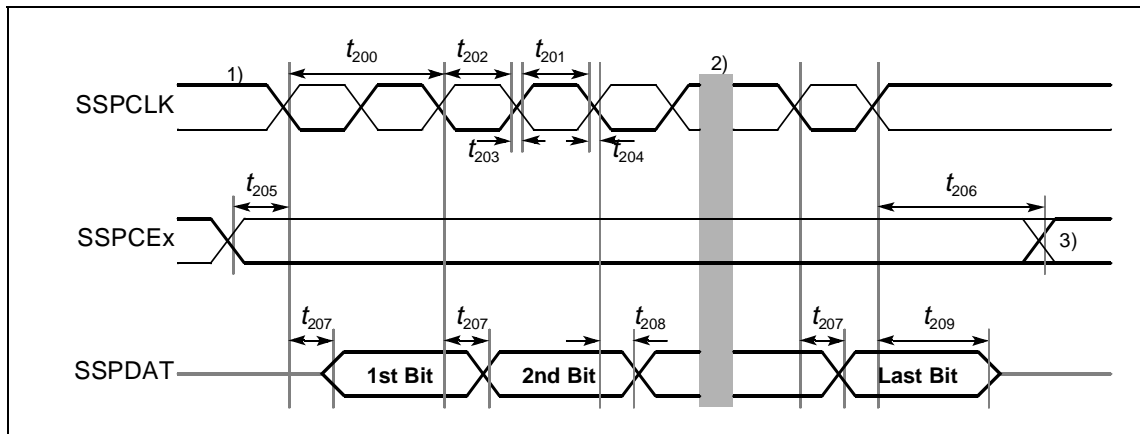 t200 t202 t201
1) 2)
SSPCLK
t203 t204
t205 t206
SSPCEx 3)
t207 t207 t208 t207 t209
SSPDAT 1st Bit 2nd Bit Last Bit